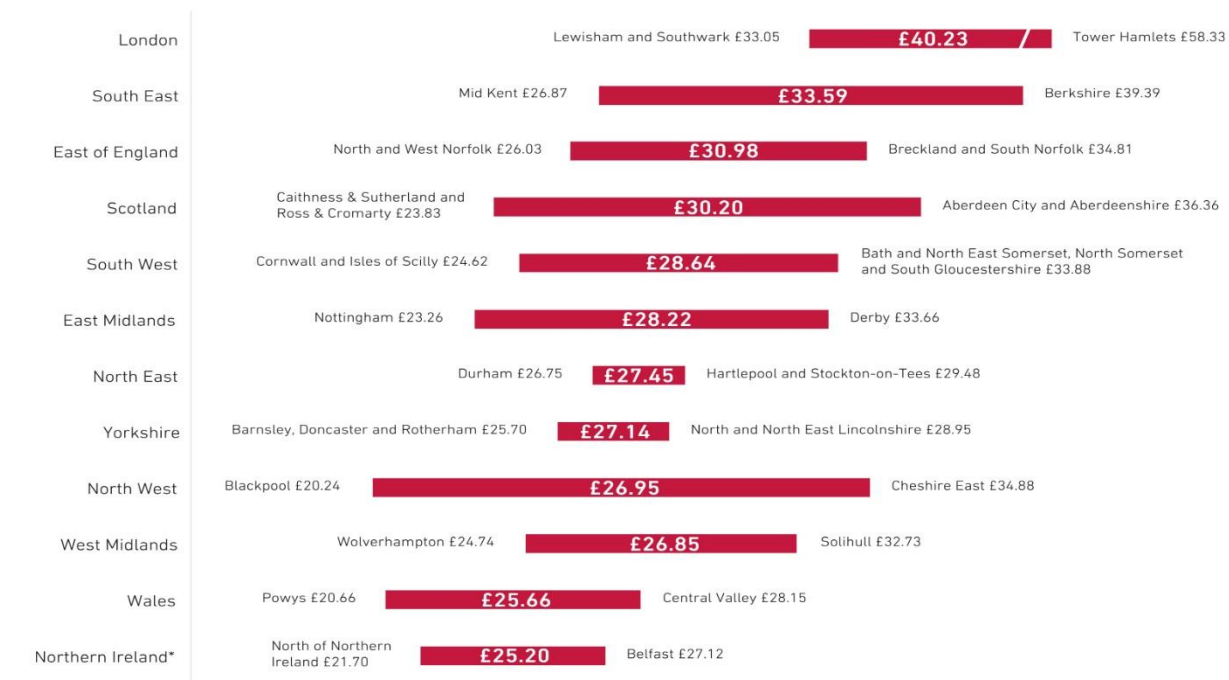 London
Lewisham and Southwark £33.05
£40.23
Tower Hamlets £58.33
South East
Mid Kent £26.87
£33.59
Berkshire £39.39
East of England
North and West Norfolk £26.03
£30.98
Breckland and South Norfolk £34.81
Scotland
Caithness & Sutherland and
Ross & Cromarty £23.83
£30.20
Aberdeen City and Aberdeenshire £36.36
South West
Cornwall and Isles of Scilly £24.62
£28.64
Bath and North East Somerset, North Somerset
and South Gloucestershire £33.88
East Midlands
Nottingham £23.26
£28.22
Derby £33.66
North East
Durham £26.75
£27.45
Hartlepool and Stockton-on-Tees £29.48
Yorkshire
Barnsley, Doncaster and Rotherham £25.70
£27.14
North and North East Lincolnshire £28.95
North West
Blackpool £20.24
£26.95
Cheshire East £34.88
West Midlands
Wolverhampton £24.74
£26.85
Solihull £32.73
Wales
Powys £20.66
£25.66
Central Valley £28.15
Northern Ireland*
North of Northern
Ireland £21.70
£25.20
Belfast £27.12